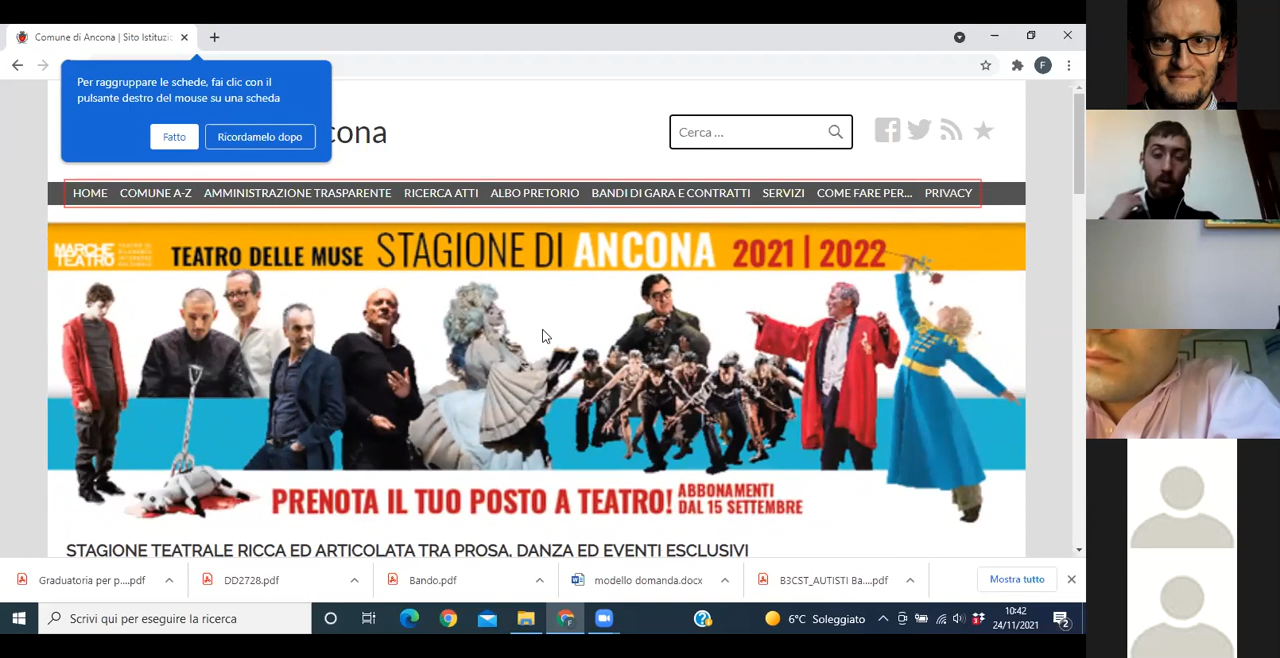 Comune di Ancona | Sito Istituzi
Per raggruppare le schede, fai clic con il
pulsante destro del mouse su una scheda
Fatto
Ricordamelo dopo
F
cona
Cerca ...
HOME COMUNE A-Z AMMINISTRAZIONE TRASPARENTE RICERCA ATTI ALBO PRETORIO BANDI DI GARA E CONTRATTI SERVIZI COME FARE PER... PRIVACY
MARCHE
TEATRO
TEATRO DELLE MUSE STAGIONE DI ANCONA 2021 | 2022
PRENOTA IL TUO POSTO A TEATRO!
ABBONAMENTI
DAL 15 SETTEMBRE
STAGIONE TEATRALE RICCA ED ARTICOLATA TRA PROSA, DANZA ED EVENTI ESCLUSIVI
Graduatoria per p....pdf
DD2728.pdf
Bando.pdf
modello domanda.docx
B3CST_AUTISTI Ba....pdf
Mostra tutto
Scrivi qui per eseguire la ricerca
6°C Soleggiato
10:42
24/11/2021
2